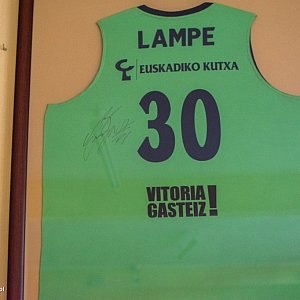 LAMPE
EUSKADIKO KUTXA
30
VITORIA
GASTEIZ!